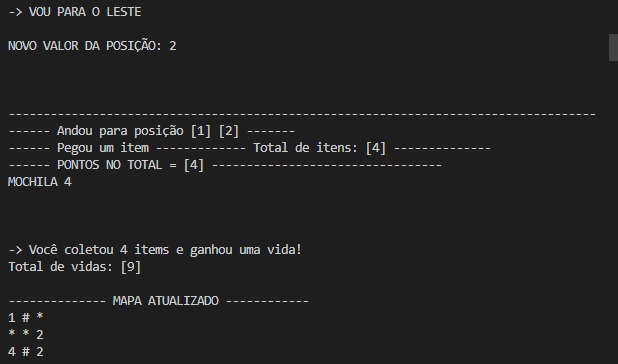 -> VOU PARA O LESTE
NOVO VALOR DA POSIÇÃO: 2
------------------------------------------------------------------------------------
------ Andou para posição [1] [2] -------
------ Pegou um item ------------- Total de itens: [4] --------------
------ PONTOS NO TOTAL = [4] ---------------------------------
MOCHILA 4
-> Você coletou 4 items e ganhou uma vida!
Total de vidas: [9]
-------------- MAPA ATUALIZADO ------------
1 # *
* * 2
4 # 2